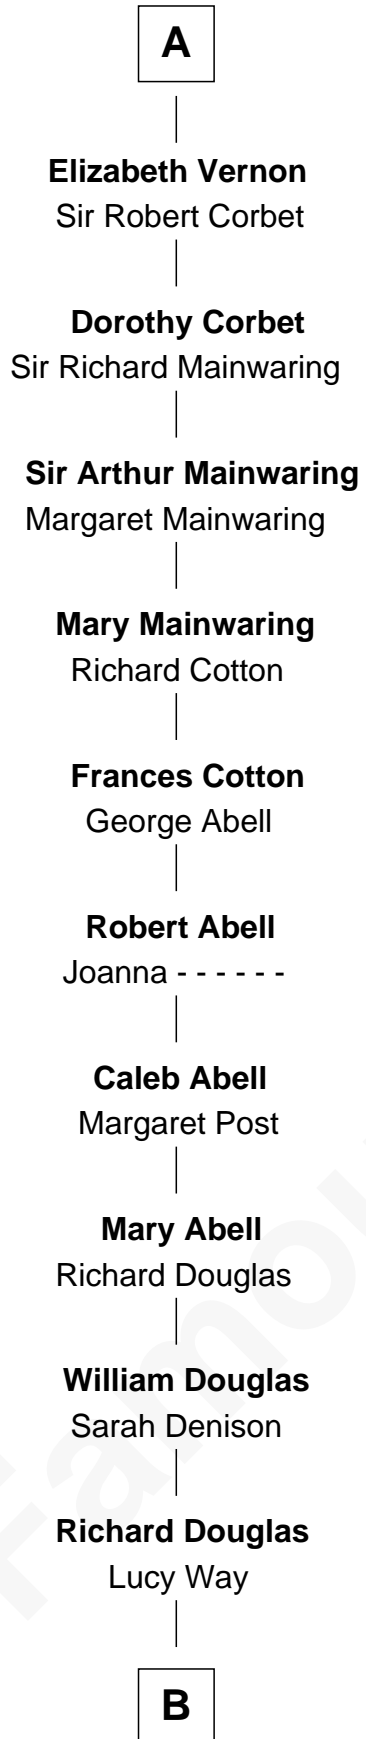 A
Elizabeth Vernon
Sir Robert Corbet
Dorothy Corbet
Sir Richard Mainwaring
Sir Arthur Mainwaring
Margaret Mainwaring
Mary Mainwaring
Richard Cotton
Frances Cotton
George Abell
Robert Abell
Joanna - - - - - -
Caleb Abell
Margaret Post
Mary Abell
Richard Douglas
William Douglas
Sarah Denison
Richard Douglas
Lucy Way
B
Famou